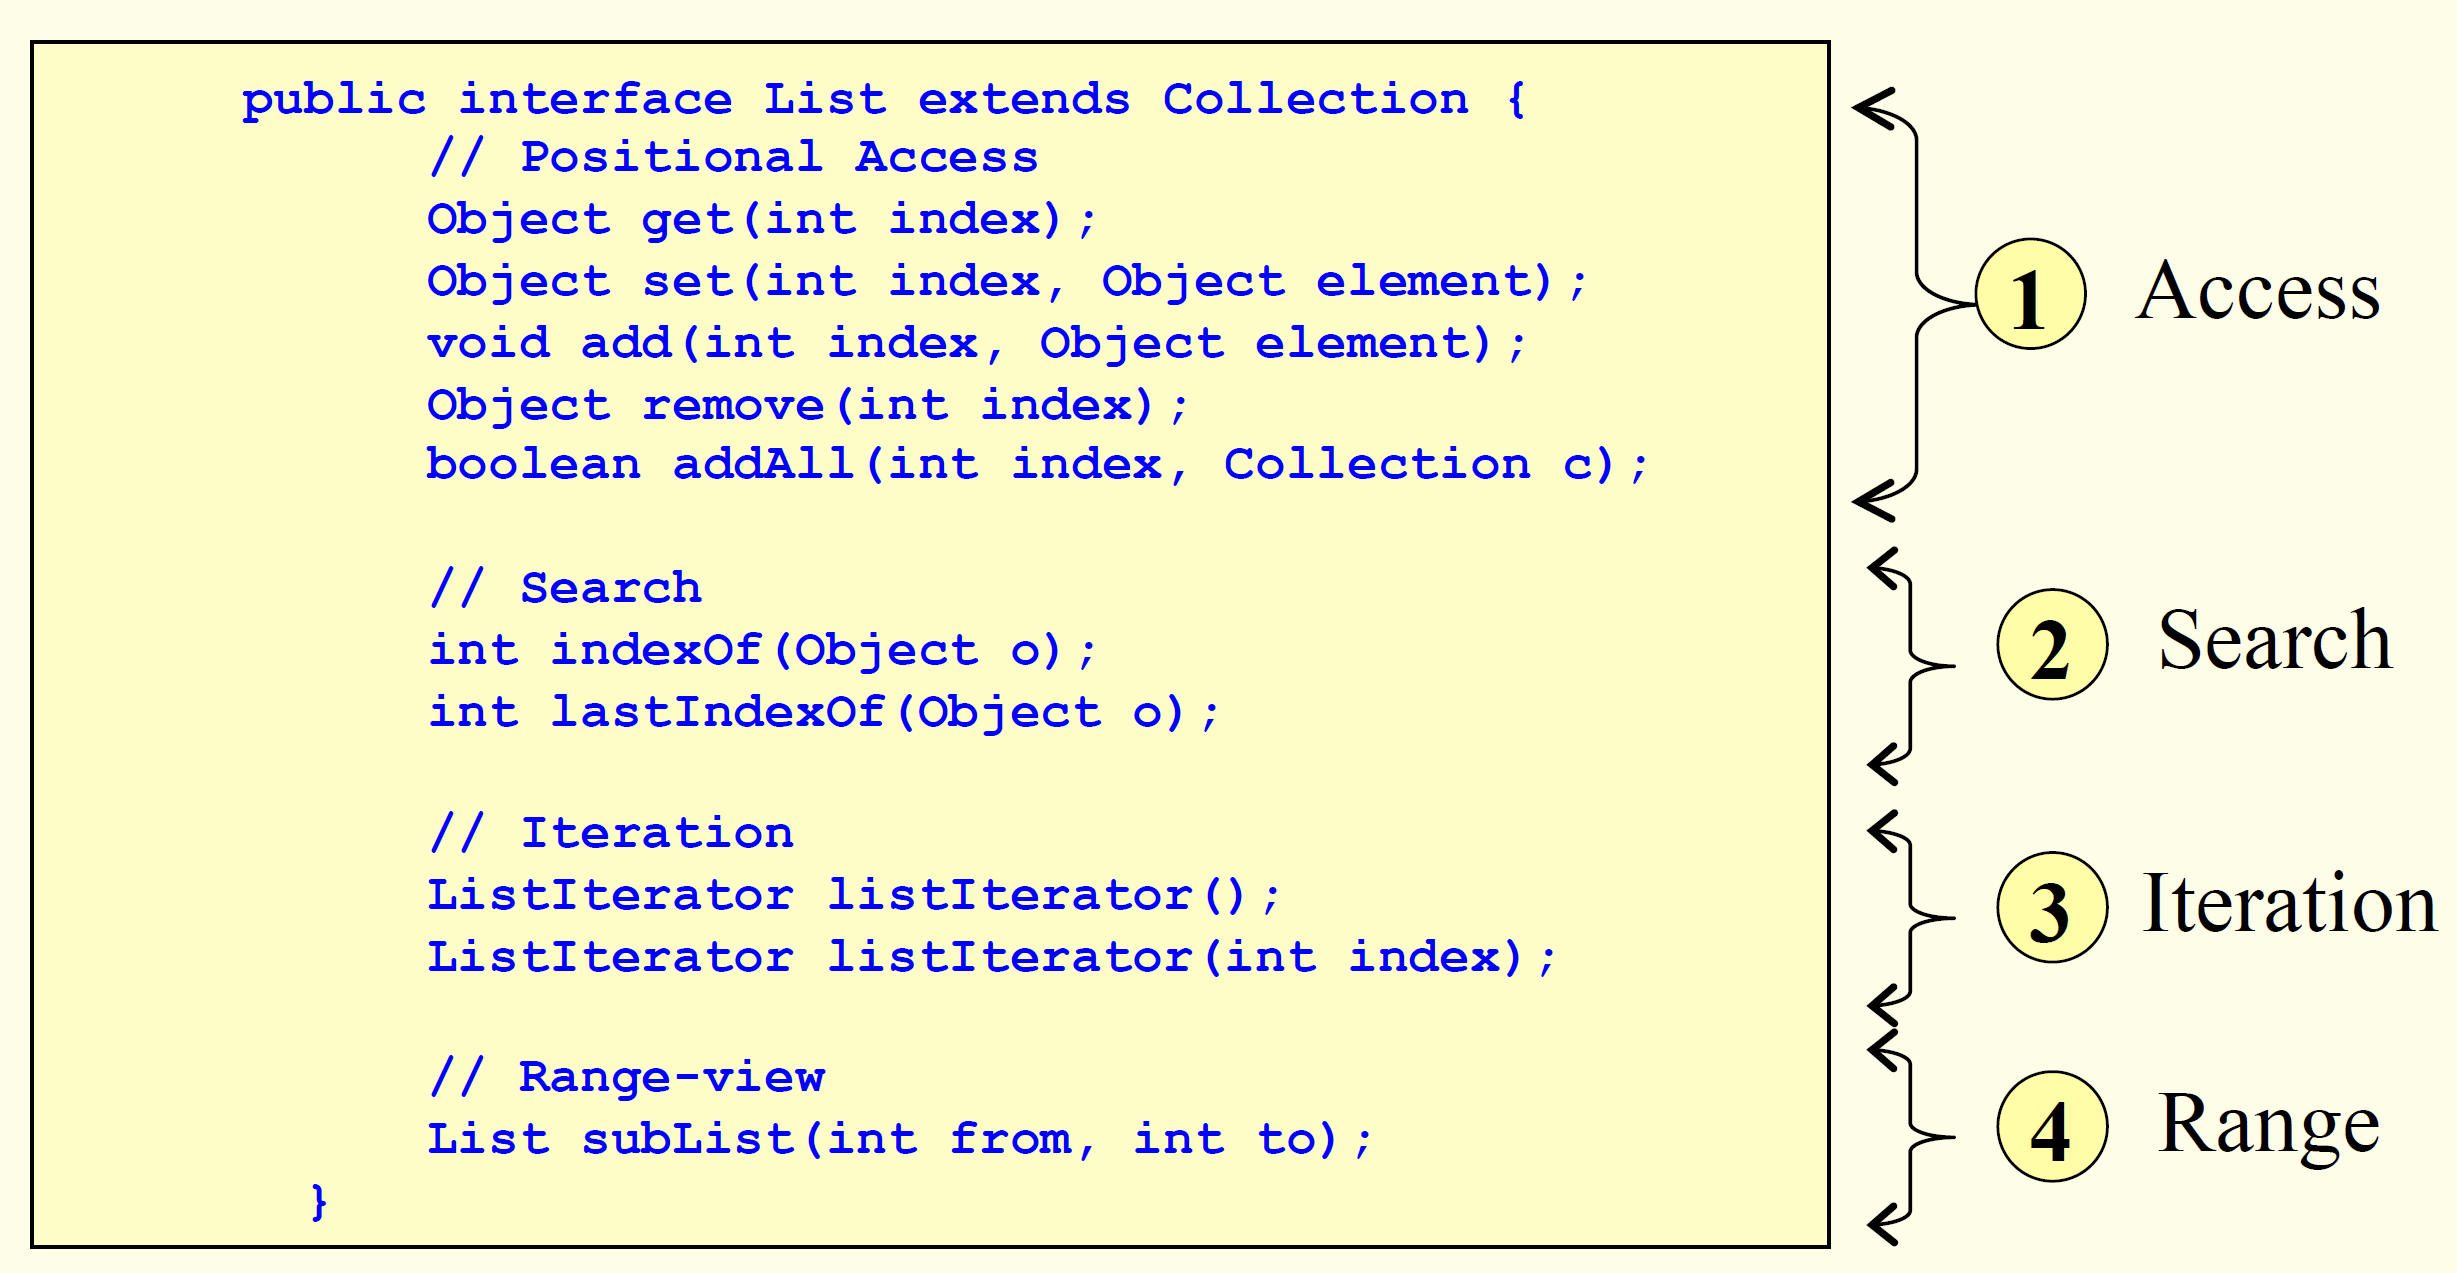 public interface List extends Collection {
// Positional Access
Object get(int index);
Object set(int index, Object element);
void add(int index, Object element);
Object remove(int index);
boolean addAll(int index, Collection c);
// Search
int indexOf(Object o);
int lastIndexOf(Object o);
// Iteration
ListIterator listIterator();
ListIterator listIterator(int index);
// Range-view
List subList(int from, int to);
}
1 Access
2 Search
3 Iteration
4 Range